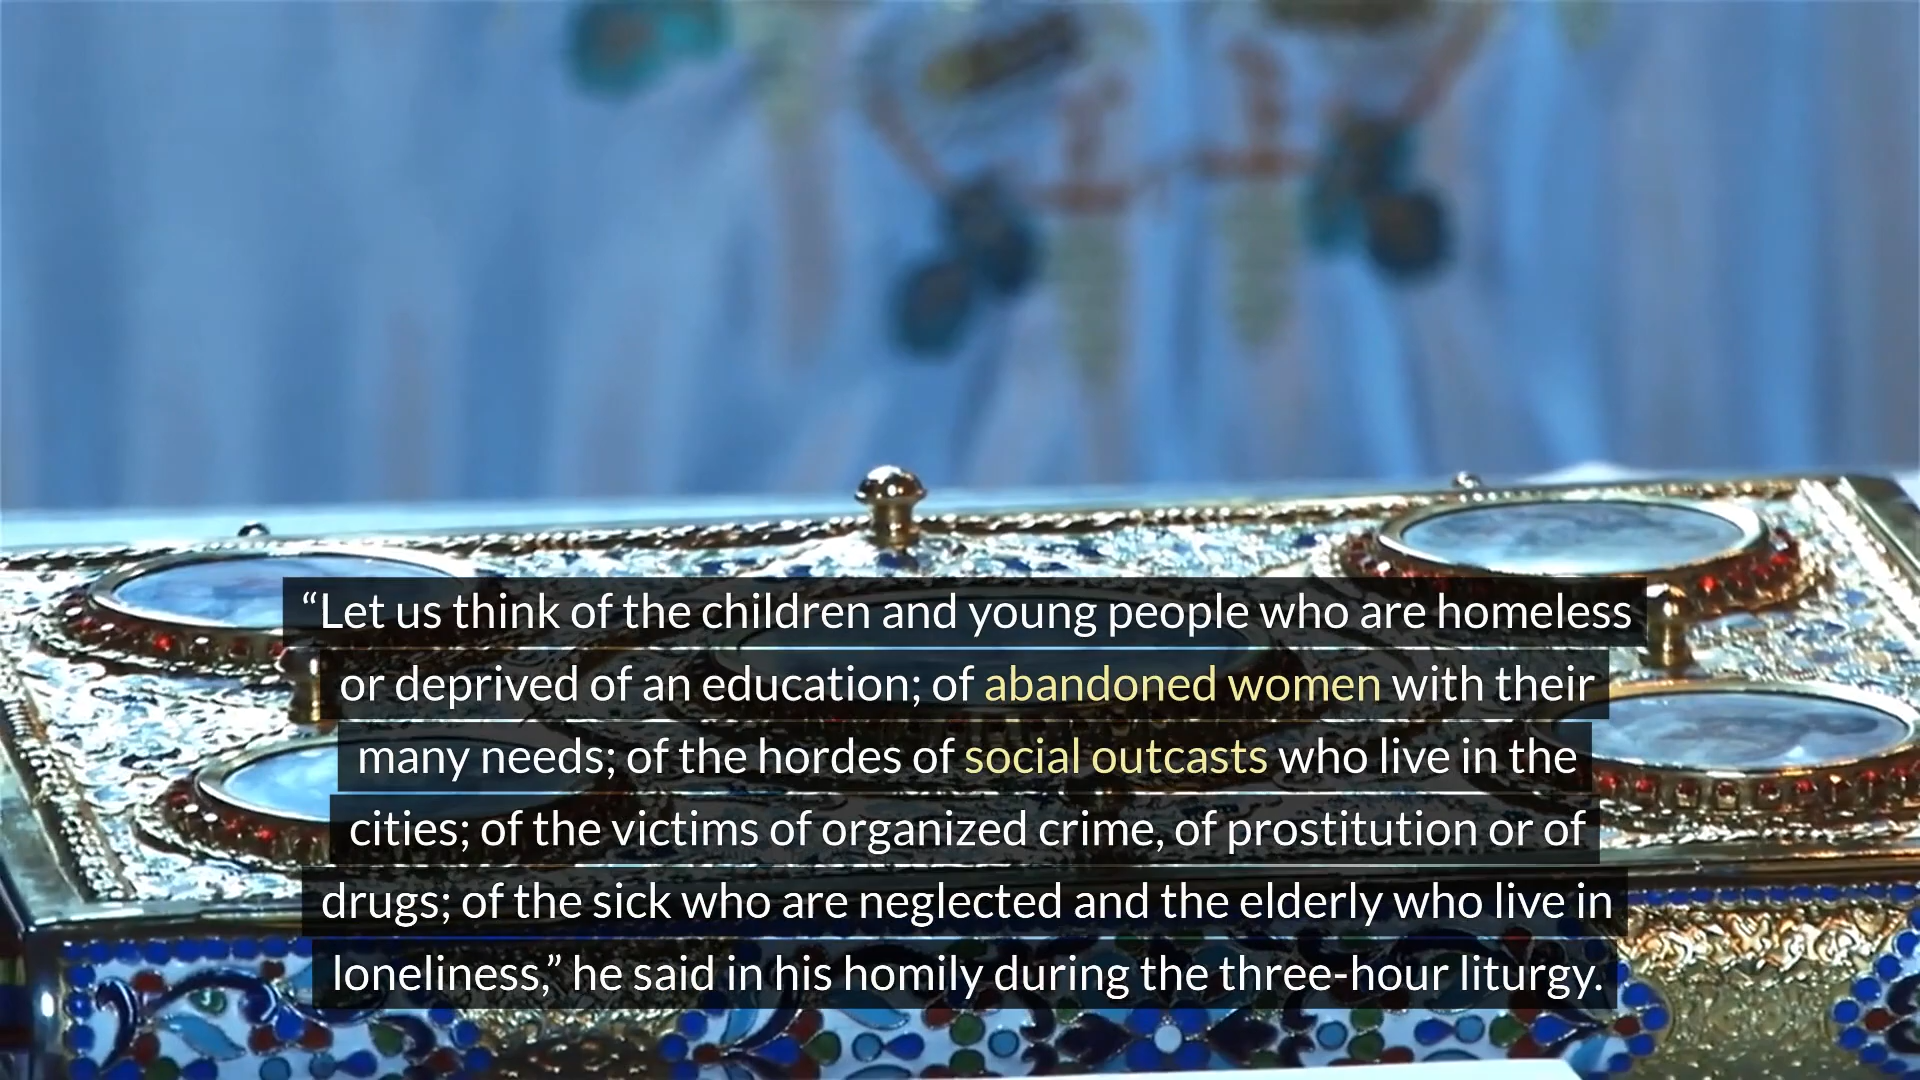 “Let us think of the children and young people who are homeless
or deprived of an education; of abandoned women with their
many needs; of the hordes of social outcasts who live in the
cities; of the victims of organized crime, of prostitution or of
drugs; of the sick who are neglected and the elderly who live in
loneliness,” he said in his homily during the three-hour liturgy.